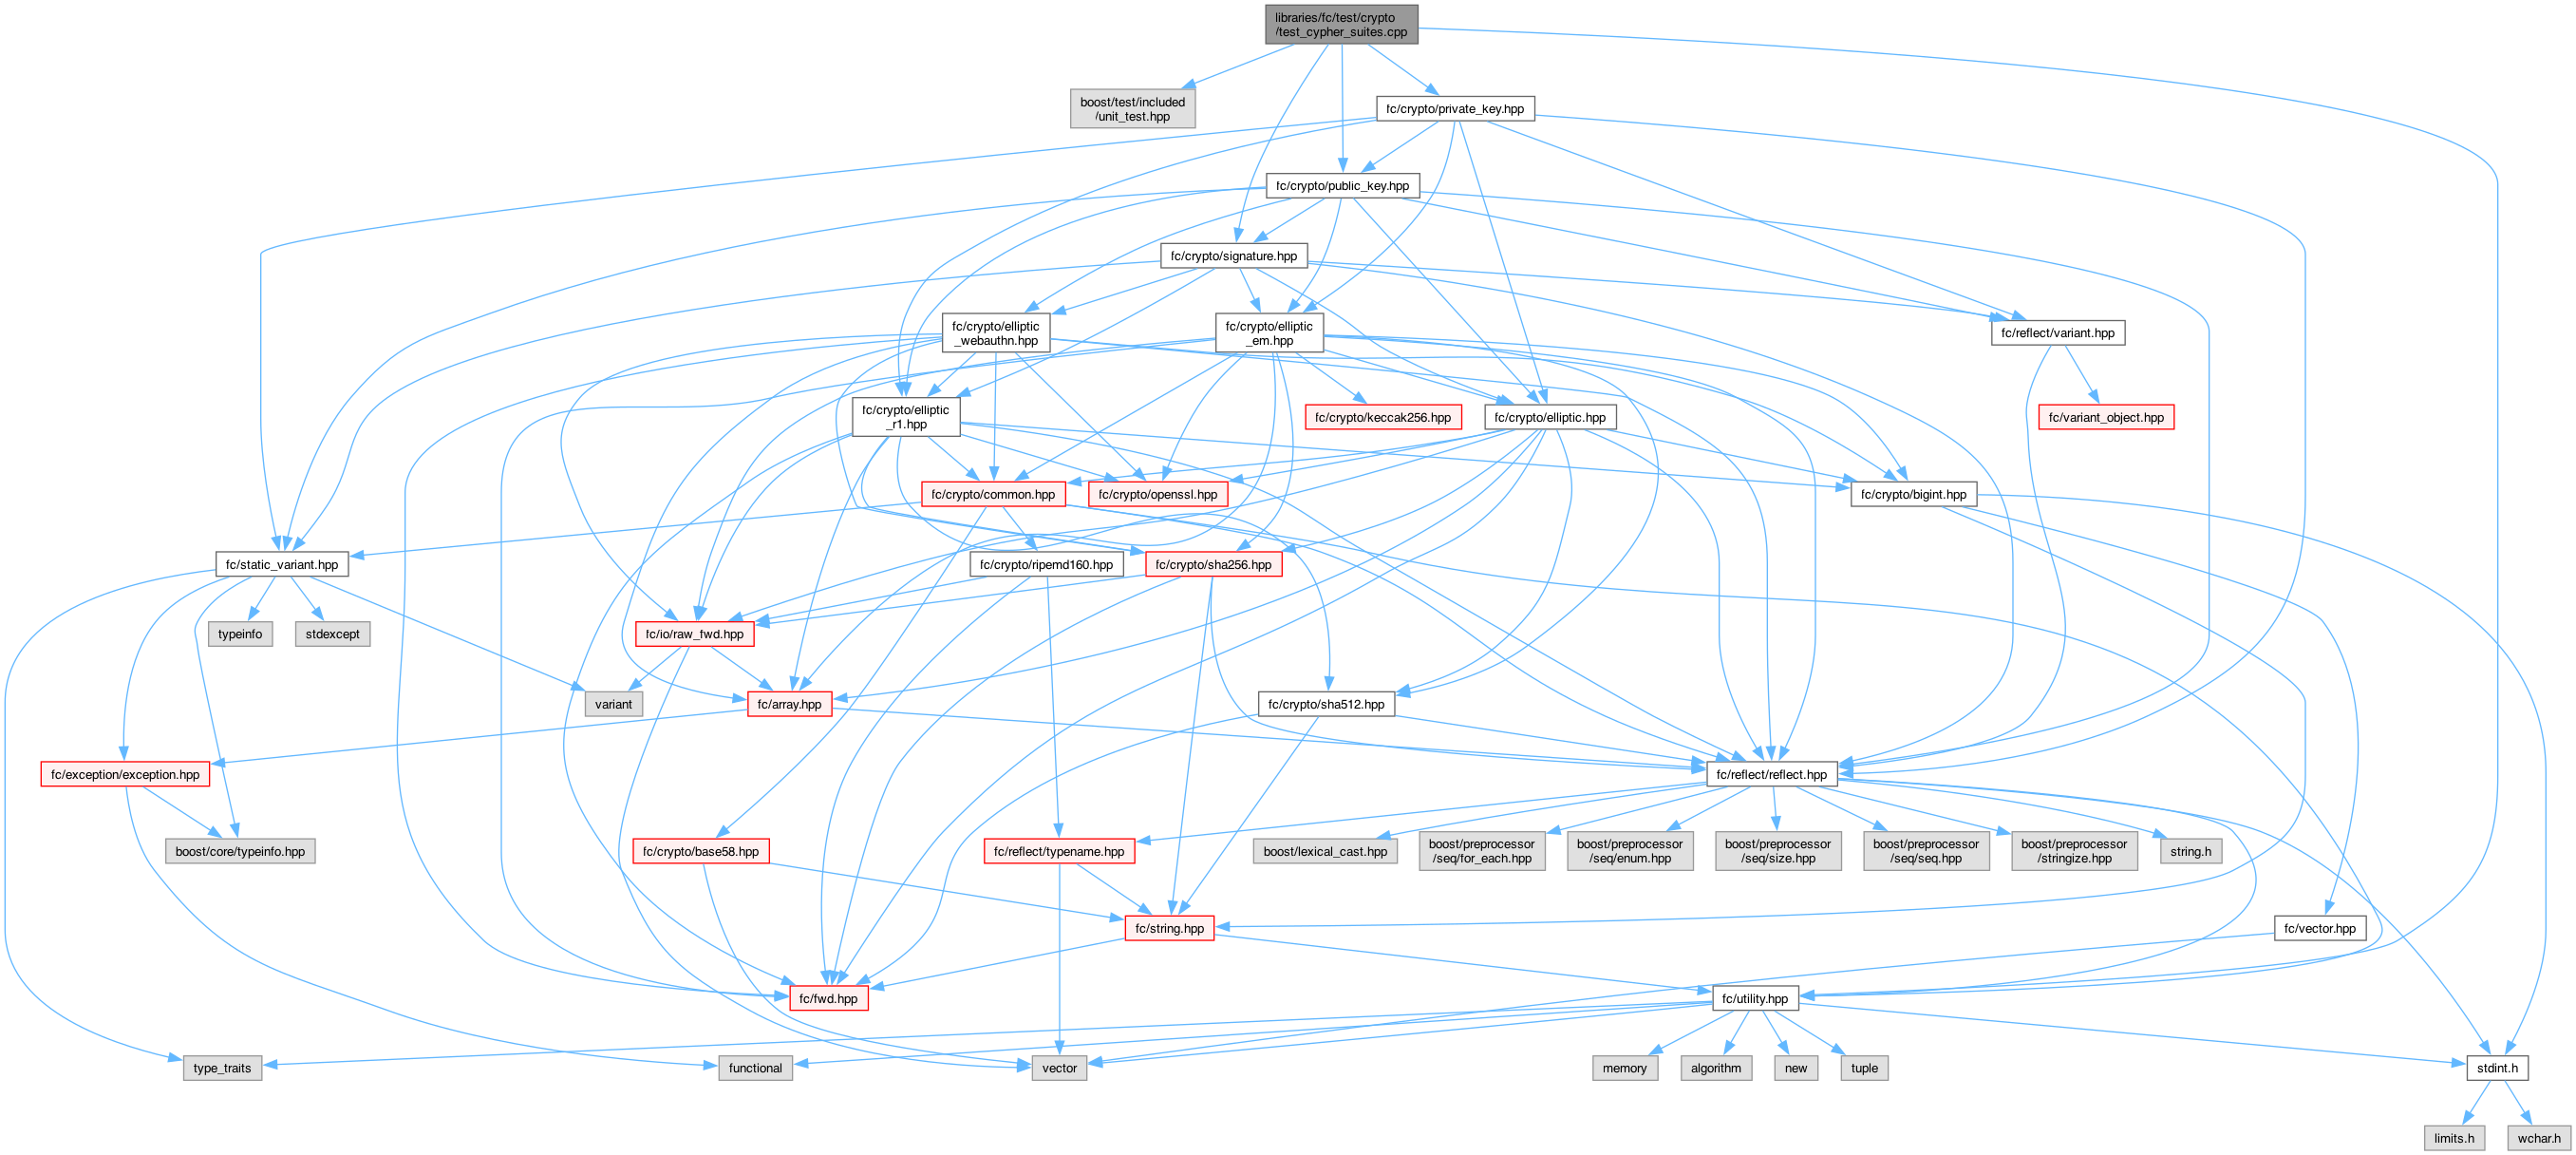 libraries/fc/test/crypto
/test_cypher_suites.cpp
boost/test/included
/unit_test.hpp
fc/crypto/private_key.hpp
fc/crypto/public_key.hpp
fc/crypto/signature.hpp
fc/crypto/elliptic
_webauthn.hpp
fc/crypto/elliptic
_em.hpp
fc/reflect/variant.hpp
fc/crypto/elliptic
_r1.hpp
fc/crypto/keccak256.hpp
fc/crypto/elliptic.hpp
fc/variant_object.hpp
fc/crypto/common.hpp
fc/crypto/openssl.hpp
fc/crypto/bigint.hpp
fc/static_variant.hpp
fc/crypto/ripemd160.hpp
fc/crypto/sha256.hpp
typeinfo
stdexcept
fc/io/raw_fwd.hpp
variant
fc/array.hpp
fc/crypto/sha512.hpp
fc/exception/exception.hpp
fc/reflect/reflect.hpp
boost/core/typeinfo.hpp
fc/crypto/base58.hpp
fc/reflect/typename.hpp
boost/lexical_cast.hpp
boost/preprocessor
/seq/for_each.hpp
boost/preprocessor
/seq/enum.hpp
boost/preprocessor
/seq/size.hpp
boost/preprocessor
/seq/seq.hpp
boost/preprocessor
/stringize.hpp
string.h
fc/string.hpp
fc/vector.hpp
fc/fwd.hpp
fc/utility.hpp
type_traits
functional
vector
memory
algorithm
new
tuple
stdint.h
limits.h
wchar.h